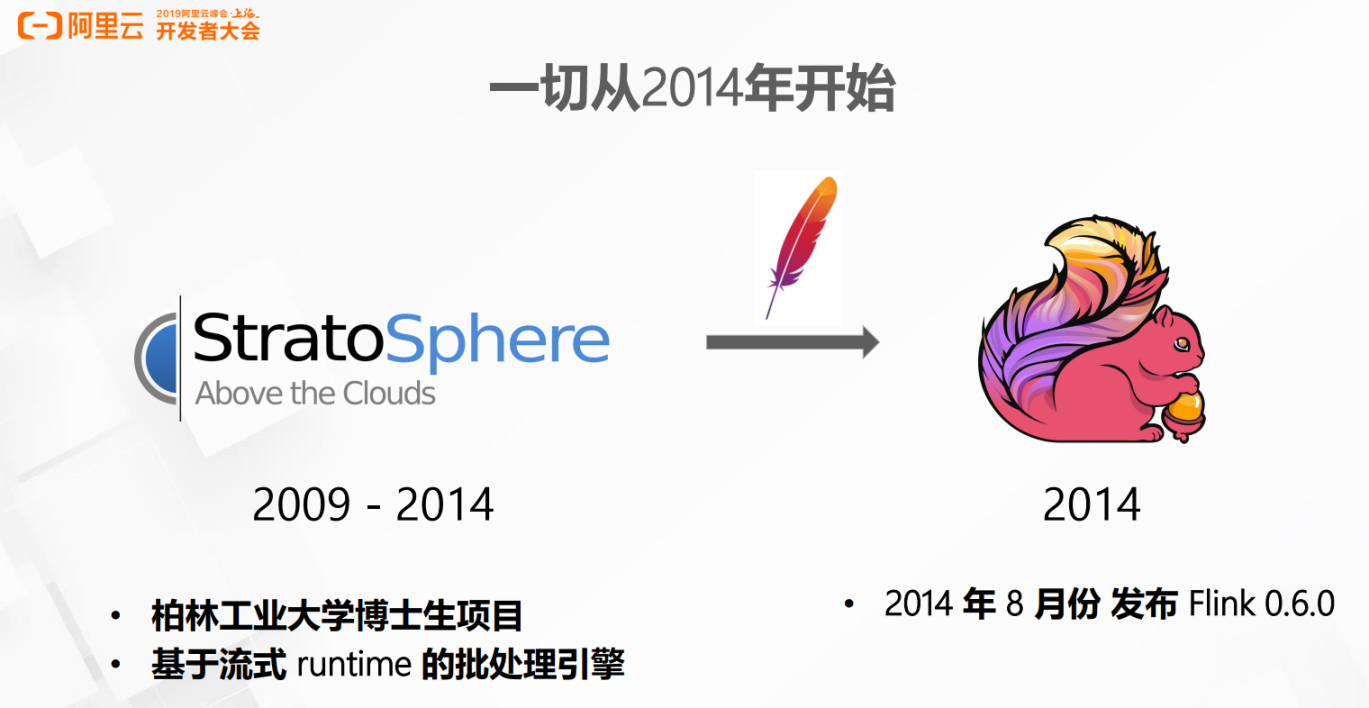 阿里云
2019阿里云峰会·上海
开发者大会
一切从2014年开始
StratoSphere
Above the Clouds
2009 - 2014
2014
• 柏林工业大学博士生项目
• 基于流式 runtime 的批处理引擎
• 2014 年 8 月份 发布 Flink 0.6.0